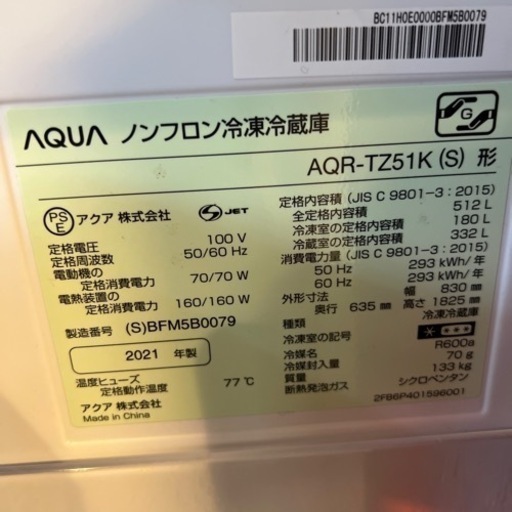 BC11H0E0000BFM5B0079
AQUA ノンフロン冷凍冷蔵庫
G
AQR-TZ51K (S) 形
PS
E
アクア 株式会社
S JET
定格電圧 100 V
定格周波数 50/60 Hz
電動機の
定格消費電力 70/70 W
電熱装置の
定格消費電力 160/160 W
製造番号 (S)BFM5B0079
2021 年製
温度ヒューズ
定格動作温度 77℃
アクア 株式会社
Made in China
定格内容積 (JIS C 9801-3 : 2015)
全定格内容積 512 L
冷凍室の定格内容積 180 L
冷蔵室の定格内容積 332 L
消費電力量 (JIS C 9801-3 : 2015)
50 Hz 293 kWh/年
60 Hz 293 kWh/年
外形寸法 幅 830 mm
奥行 635 mm 高さ 1825 mm
種類 冷凍冷蔵庫
冷凍室の記号
冷媒名 R600a
冷媒封入量 70 g
質量 133 kg
断熱発泡ガス シクロペンタン
2FB6P401596001